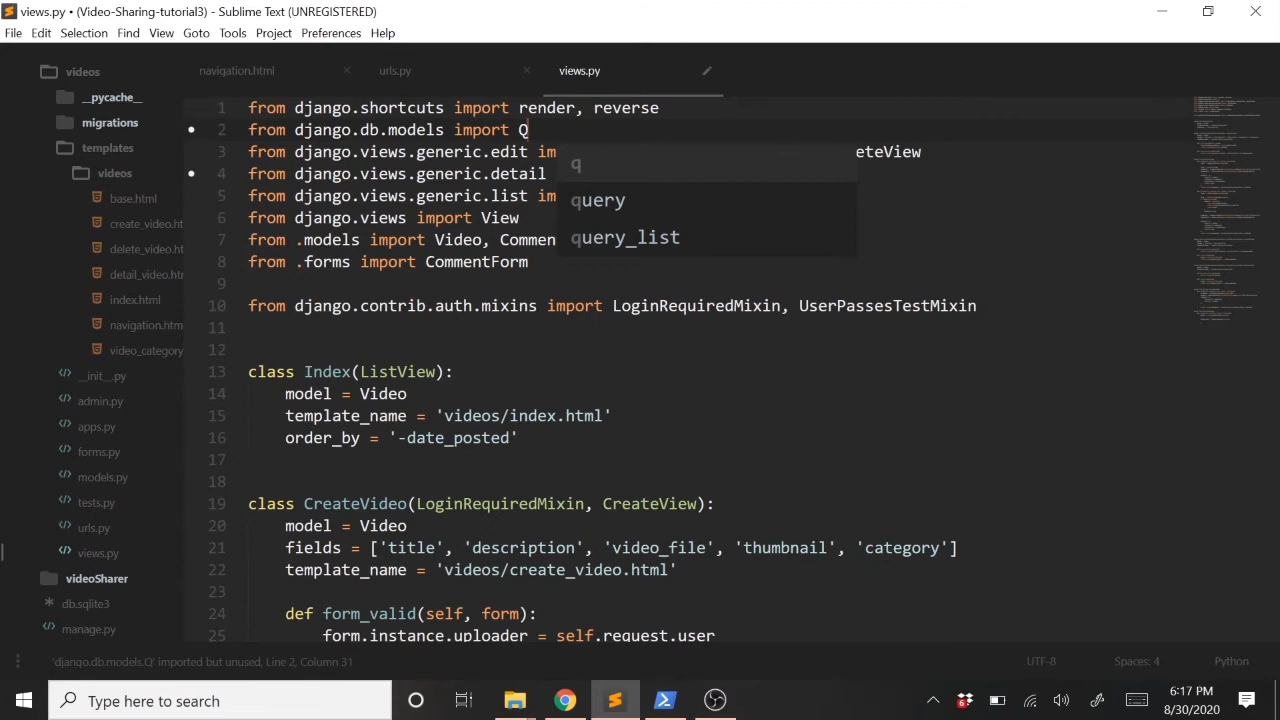 views.py • (Video-Sharing-tutorial3) - Sublime Text (UNREGISTERED)
File Edit Selection Find View Goto Tools Project Preferences Help
navigation.html
urls.py
views.py
videos
__pycache__
migrations
templates
videos
base.html
create_video.ht
delete_video.ht
detail_video.htm
index.html
navigation.htm
video_category
__init__.py
admin.py
apps.py
forms.py
models.py
tests.py
urls.py
views.py
videoSharer
db.sqlite3
manage.py
1 from django.shortcuts import render, reverse
2 from django.db.models import Q
3 from django.views.generic.edit im eteView
4 from django.views.generic.detail
5 from django.views.generic.list im
6 from django.views import View
7 from .models import Video, Commen
8 from .forms import CommentForm
9
10 from django.contrib.auth.mixins import LoginRequiredMixin, UserPassesTestMixin
11
12
13 class Index(ListView):
14 model = Video
15 template_name = 'videos/index.html'
16 order_by = '-date_posted'
17
18
19 class CreateVideo(LoginRequiredMixin, CreateView):
20 model = Video
21 fields = ['title', 'description', 'video_file', 'thumbnail', 'category']
22 template_name = 'videos/create_video.html'
23
24 def form_valid(self, form):
25 form.instance.uploader = self.request.user
q
query
query_list
'django.db.models.Q' imported but unused, Line 2, Column 31
UTF-8
Spaces: 4
Python
Type here to search
6
6:17 PM
8/30/2020